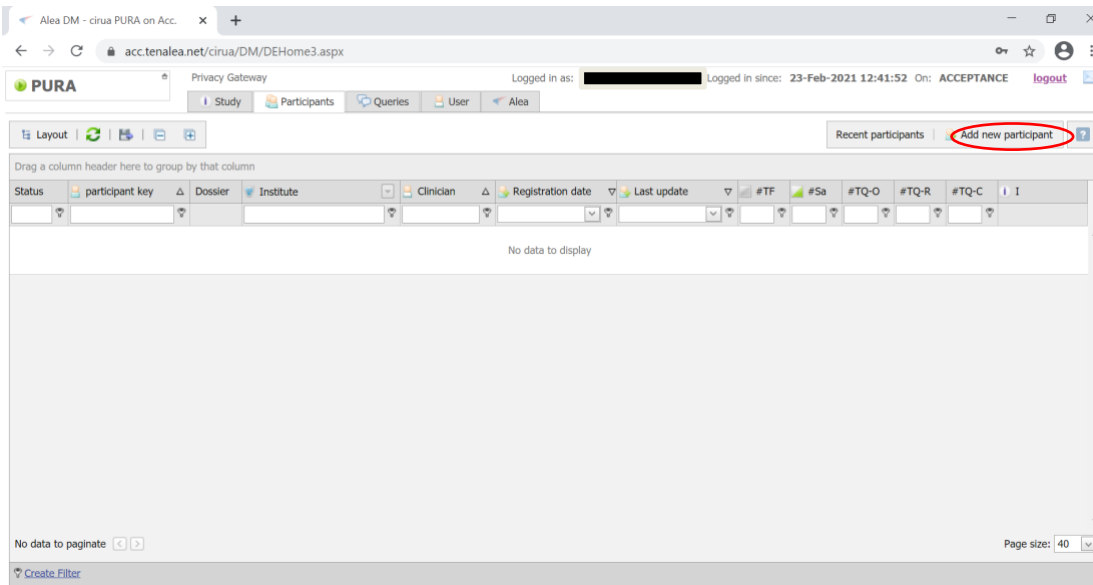 Alea DM - cirua PURA on Acc.
acc.tenalea.net/cirua/DM/DEHome3.aspx
PURA
Privacy Gateway
Logged in as: Logged in since: 23-Feb-2021 12:41:52 On: ACCEPTANCE logout
Study Participants Queries User Alea
Layout Recent participants Add new participant ?
Drag a column header here to group by that column
Status participant key Dossier Institute Clinician Registration date Last update #TF #Sa #TQ-O #TQ-R #TQ-C I
No data to display
No data to paginate < > Page size: 40
Create Filter